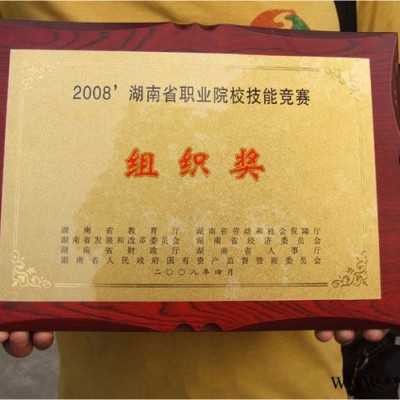 2008’湖南省职业院校技能竞赛
组织奖
湖南省教育厅 湖南省劳动和社会保障厅
湖南省发展和改革委员会 湖南省经济委员会
湖南省财政厅 湖南省人事厅
湖南省人民政府国有资产监督管理委员会
二〇〇八年四月